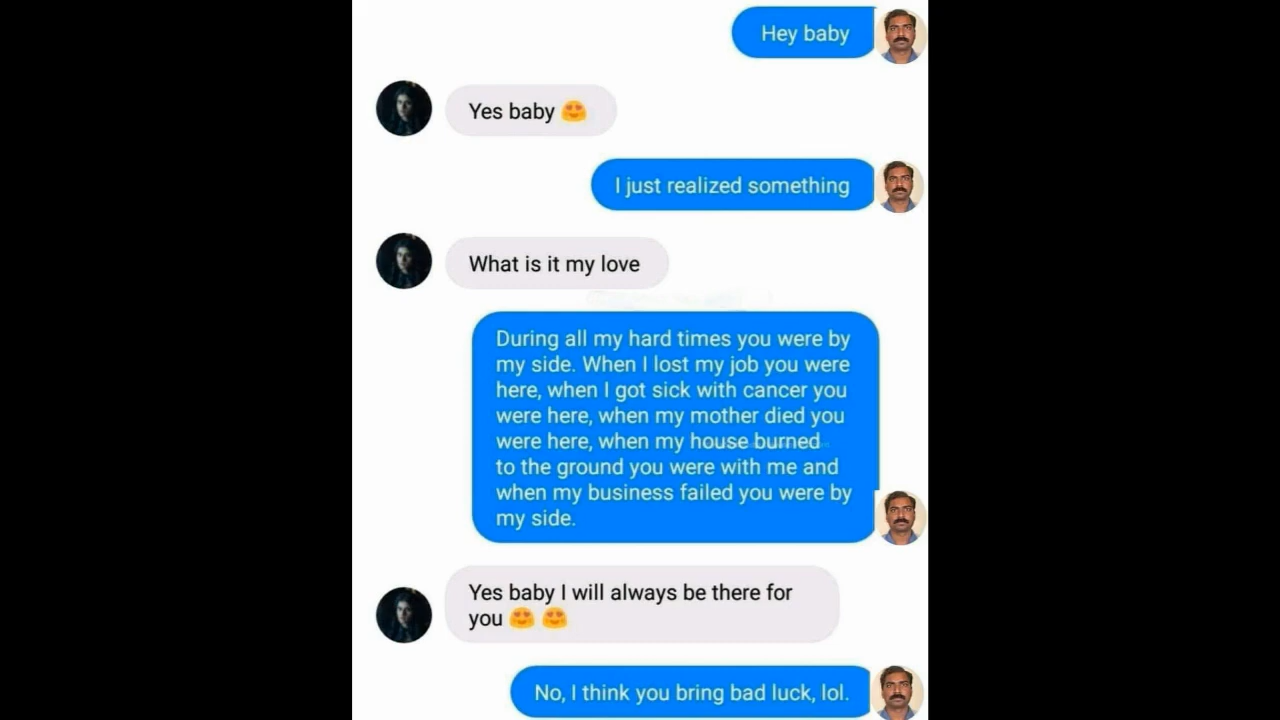 Hey baby
Yes baby 😍
I just realized something
What is it my love
During all my hard times you were by
my side. When I lost my job you were
here, when I got sick with cancer you
were here, when my mother died you
were here, when my house burned
to the ground you were with me and
when my business failed you were by
my side.
Yes baby I will always be there for
you 😍 😍
No, I think you bring bad luck, lol.